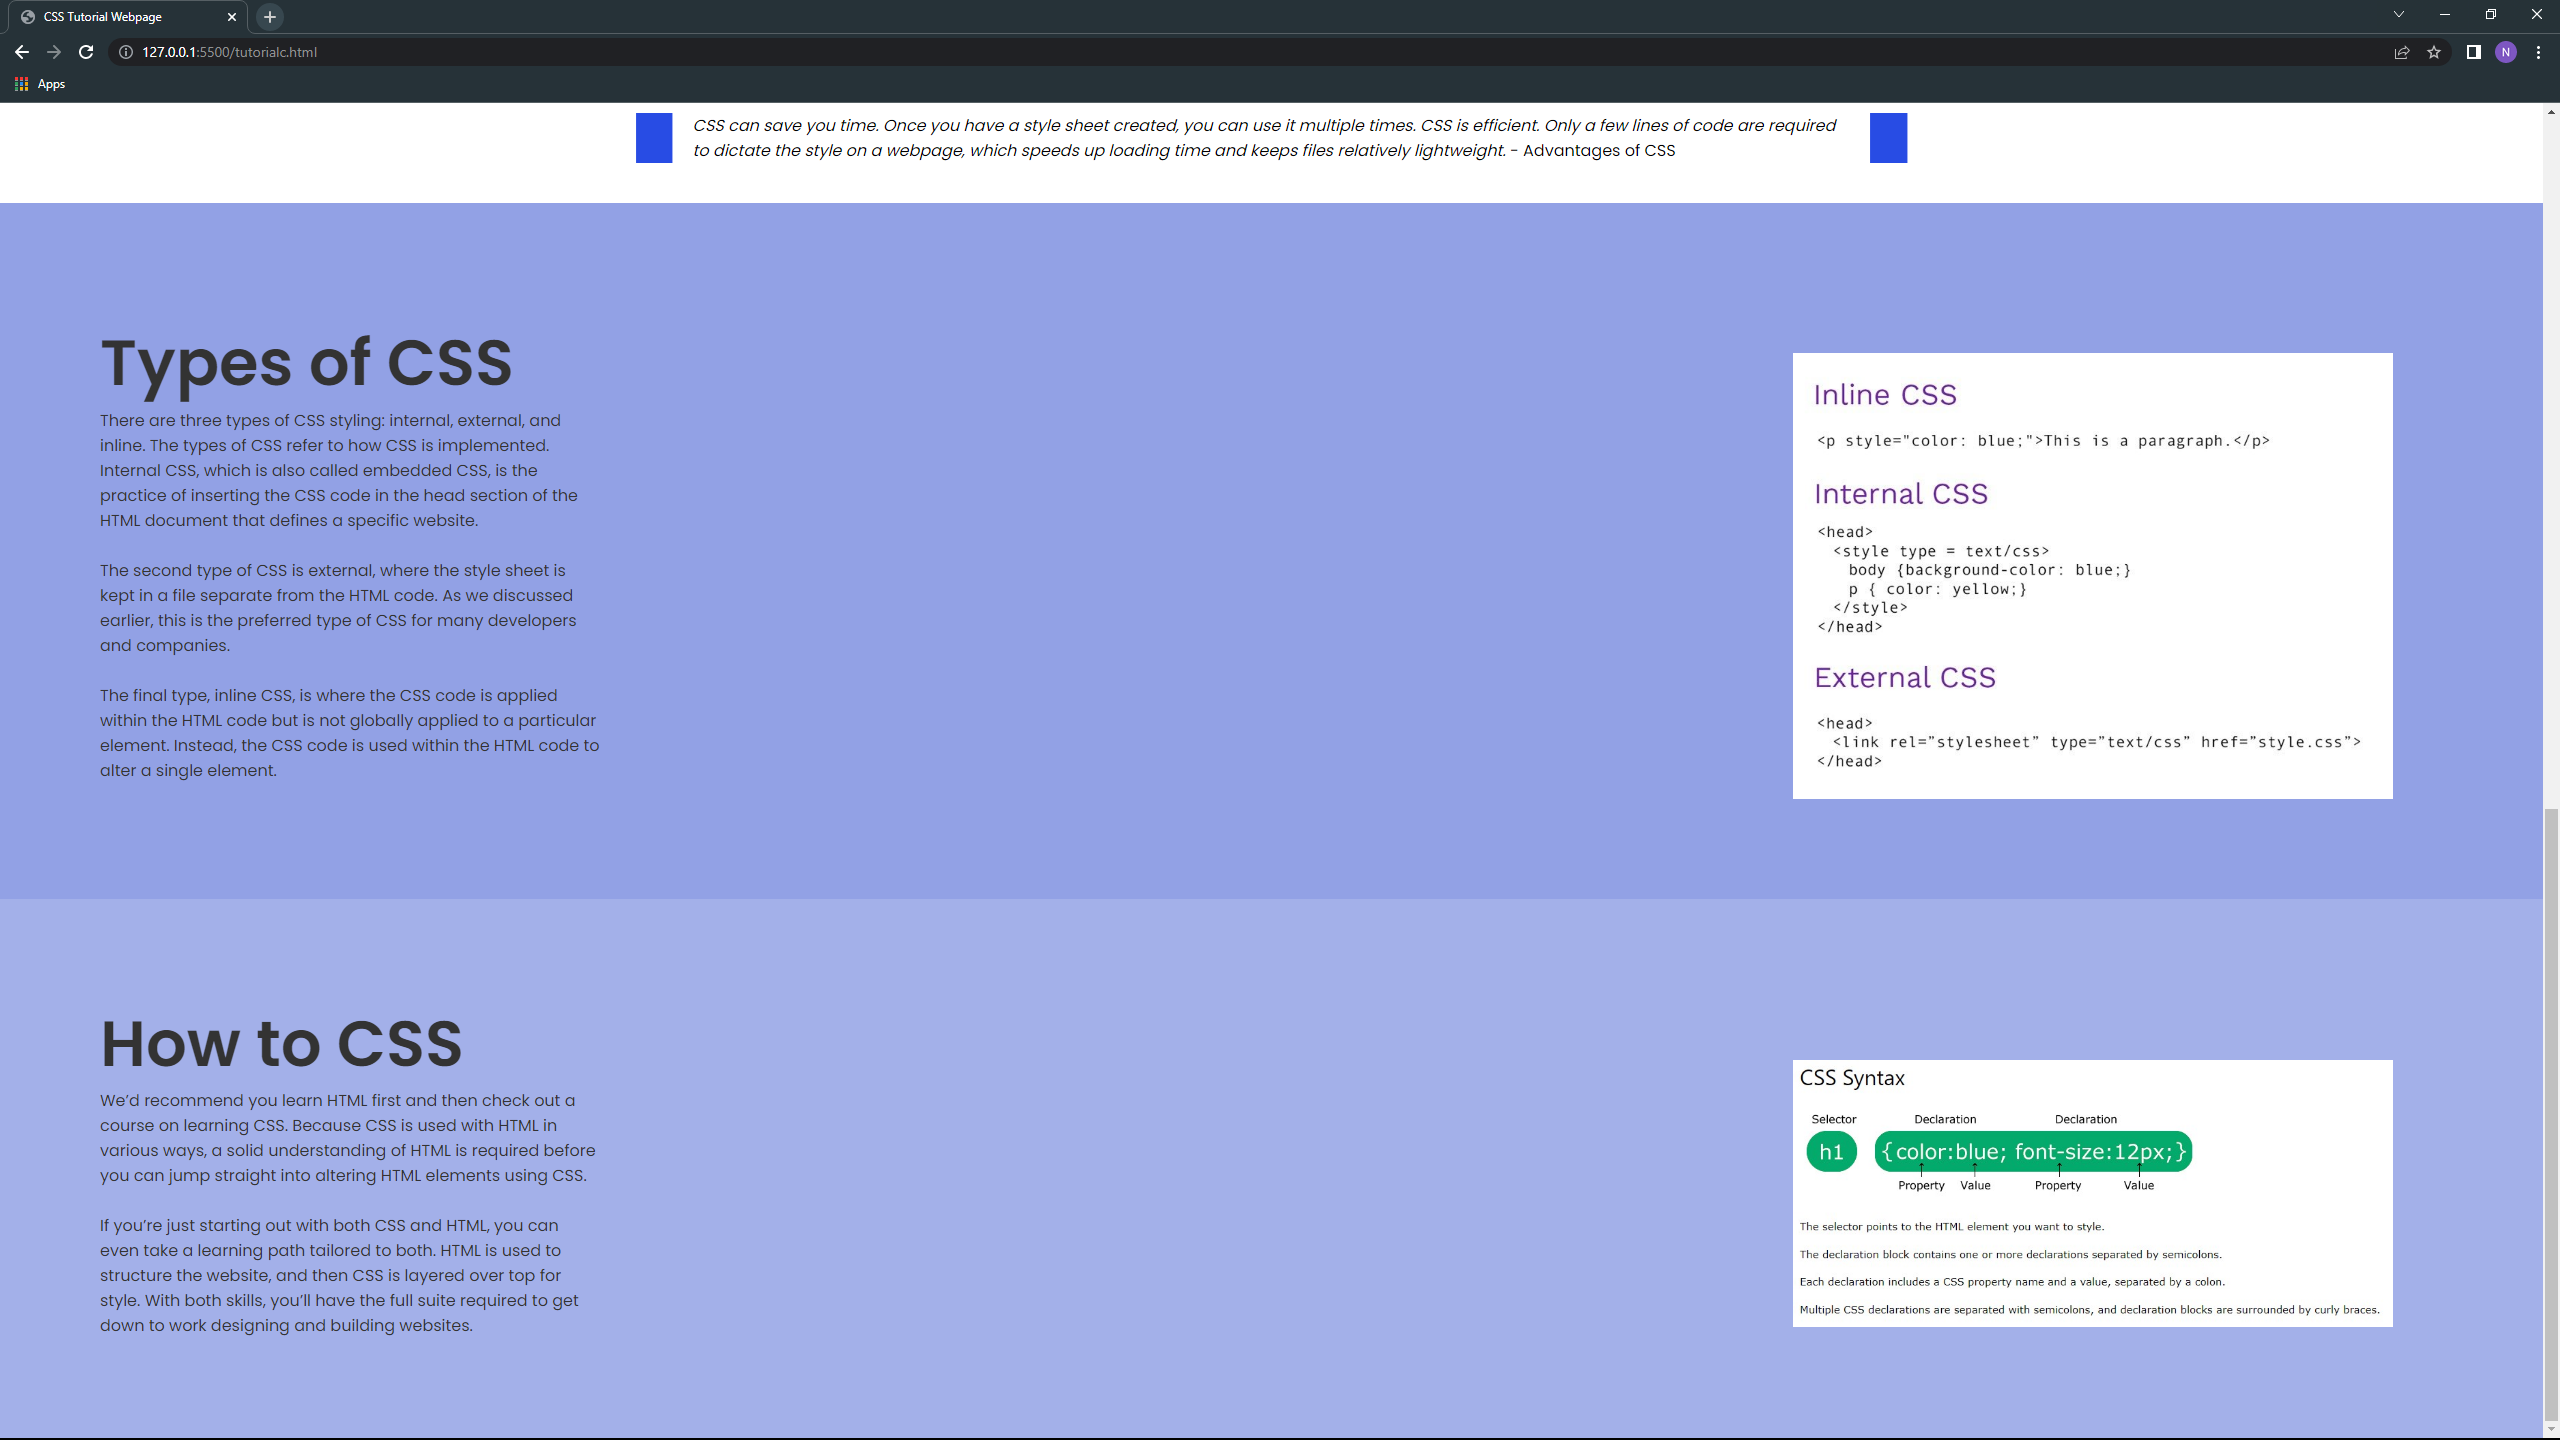 CSS Tutorial Webpage
127.0.0.1:5500/tutorialc.html
N
Apps
CSS can save you time. Once you have a style sheet created, you can use it multiple times. CSS is efficient. Only a few lines of code are required
to dictate the style on a webpage, which speeds up loading time and keeps files relatively lightweight. - Advantages of CSS
Types of CSS
There are three types of CSS styling: internal, external, and
inline. The types of CSS refer to how CSS is implemented.
Internal CSS, which is also called embedded CSS, is the
practice of inserting the CSS code in the head section of the
HTML document that defines a specific website.
The second type of CSS is external, where the style sheet is
kept in a file separate from the HTML code. As we discussed
earlier, this is the preferred type of CSS for many developers
and companies.
The final type, inline CSS, is where the CSS code is applied
within the HTML code but is not globally applied to a particular
element. Instead, the CSS code is used within the HTML code to
alter a single element.
Inline CSS
<p style="color: blue;">This is a paragraph.</p>
Internal CSS
<head>
<style type = text/css>
body {background-color: blue;}
p { color: yellow;}
</style>
</head>
External CSS
<head>
<link rel=”stylesheet” type=”text/css” href=”style.css”>
</head>
How to CSS
We’d recommend you learn HTML first and then check out a
course on learning CSS. Because CSS is used with HTML in
various ways, a solid understanding of HTML is required before
you can jump straight into altering HTML elements using CSS.
If you’re just starting out with both CSS and HTML, you can
even take a learning path tailored to both. HTML is used to
structure the website, and then CSS is layered over top for
style. With both skills, you’ll have the full suite required to get
down to work designing and building websites.
CSS Syntax
Selector Declaration Declaration
h1 {color:blue; font-size:12px;}
Property Value Property Value
The selector points to the HTML element you want to style.
The declaration block contains one or more declarations separated by semicolons.
Each declaration includes a CSS property name and a value, separated by a colon.
Multiple CSS declarations are separated with semicolons, and declaration blocks are surrounded by curly braces.